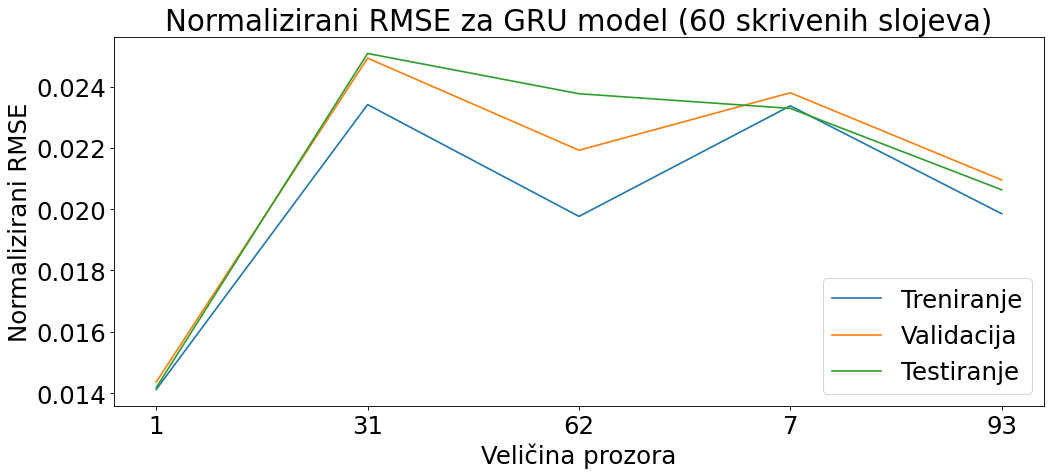 Normalizirani RMSE za GRU model (60 skrivenih slojeva)
Normalizirani RMSE
0.024
0.022
0.020
0.018
0.016
0.014
Treniranje
Validacija
Testiranje
1 31 62 7 93
Veličina prozora